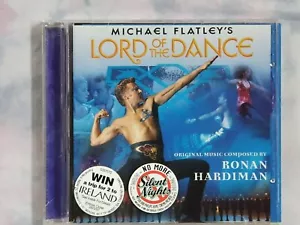 MICHAEL FLATLEY'S
LORD OF THE DANCE
ORIGINAL MUSIC COMPOSED BY
RONAN
HARDIMAN
WIN
a trip for 2 to
IRELAND
NO MORE
Silent
Nights